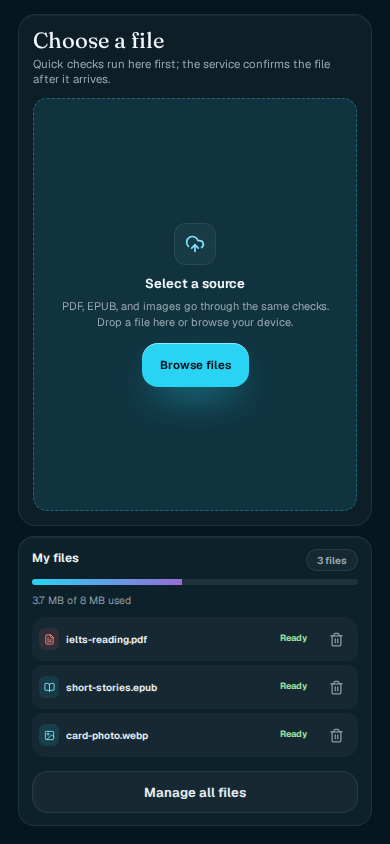 Choose a file
Quick checks run here first; the service confirms the file
after it arrives.
Select a source
PDF, EPUB, and images go through the same checks.
Drop a file here or browse your device.
Browse files
My files
3 files
3.7 MB of 8 MB used
ielts-reading.pdf
Ready
short-stories.epub
Ready
card-photo.webp
Ready
Manage all files